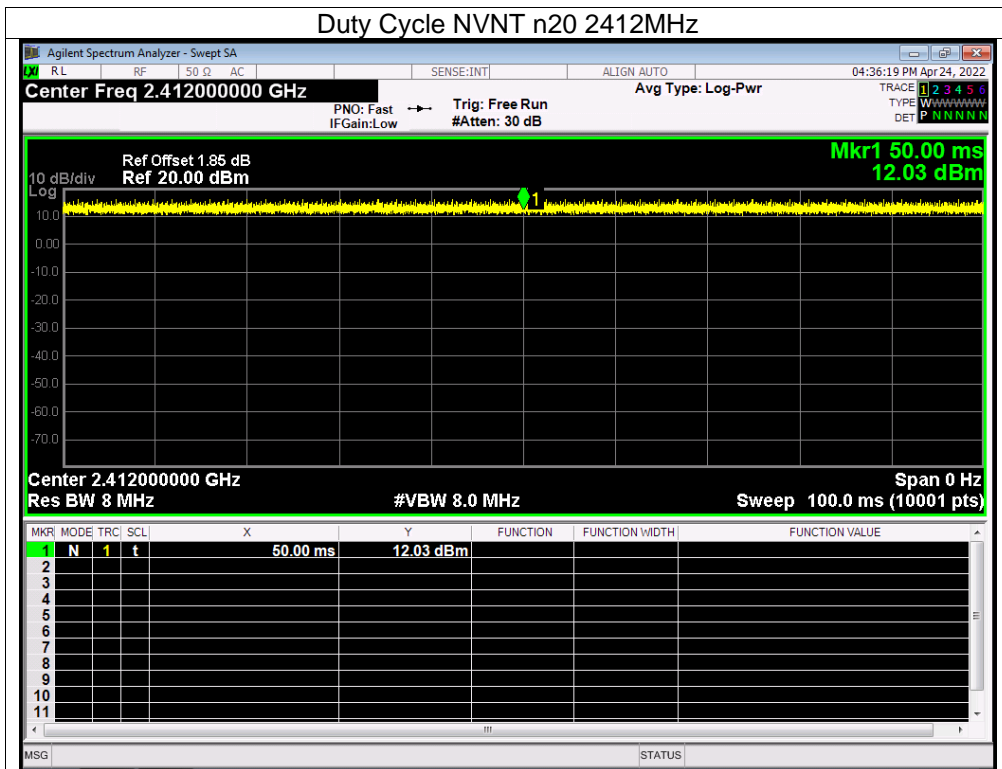 Duty Cycle NVNT n20 2412MHz
Agilent Spectrum Analyzer - Swept SA
LXI RL RF 50 Ω AC SENSE:INT ALIGN AUTO 04:36:19 PM Apr 24, 2022
Center Freq 2.412000000 GHz Avg Type: Log-Pwr TRACE 1 2 3 4 5 6
PNO: Fast Trig: Free Run TYPE WWWWWW
IFGain:Low #Atten: 30 dB DET P N N N N N
Mkr1 50.00 ms
Ref Offset 1.85 dB
10 dB/div Ref 20.00 dBm 12.03 dBm
Log
1
10.0
0.00
-10.0
-20.0
-30.0
-40.0
-50.0
-60.0
-70.0
Center 2.412000000 GHz Span 0 Hz
Res BW 8 MHz #VBW 8.0 MHz Sweep 100.0 ms (10001 pts)
MKR MODE TRC SCL X Y FUNCTION FUNCTION WIDTH FUNCTION VALUE
1 N 1 t 50.00 ms 12.03 dBm
2
3
4
5
6
7
8
9
10
11
MSG STATUS